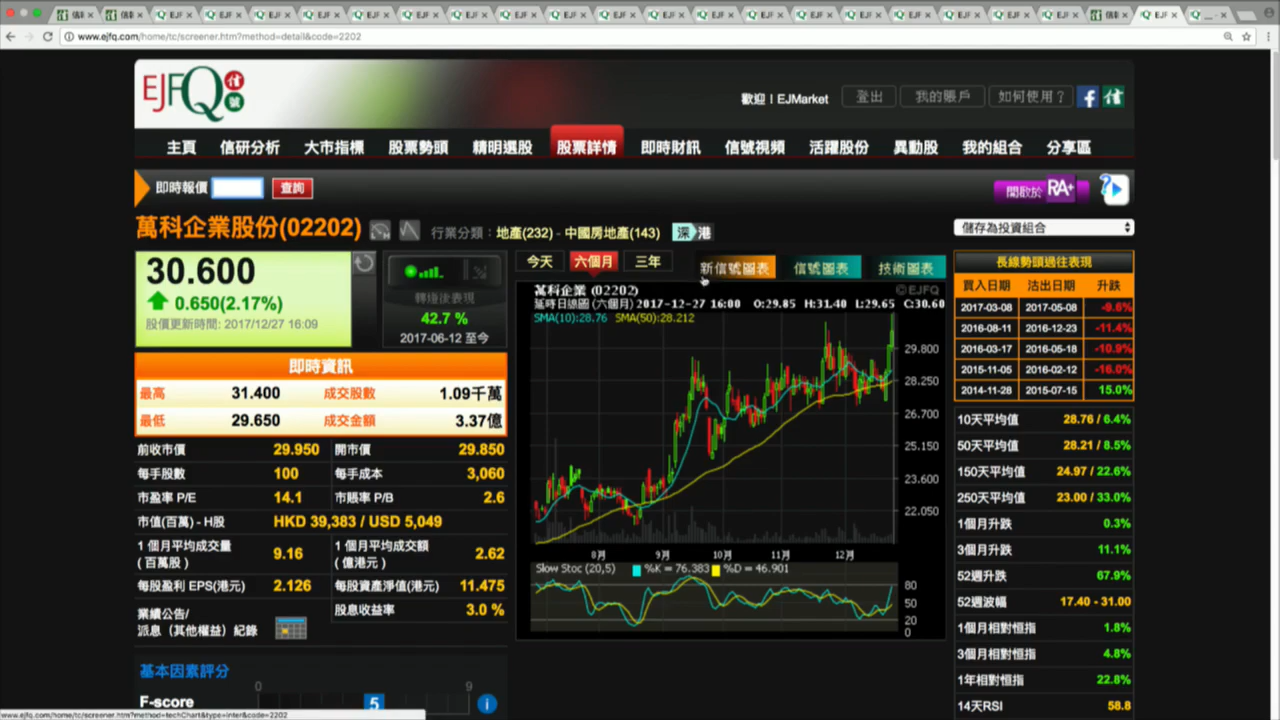 EJF
EJF
EJF
EJF
EJF
EJF
EJF
EJF
EJF
EJF
EJF
EJF
EJF
EJF
www.ejfq.com/home/tc/screener.htm?method=detail&code=2202
EJFQ 信號
歡迎！EJMarket
登出
我的賬戶
如何使用？
f
信
主頁 信研分析 大市指標 股票勢頭 精明選股 股票詳情 即時財訊 信號視頻 活躍股份 異動股 我的組合 分享區
即時報價
查詢
開啟於 RA+
?
萬科企業股份(02202)
行業分類：地產(232) - 中國房地產(143)
深 港
儲存為投資組合
30.600
0.650(2.17%)
股價更新時間: 2017/12/27 16:09
轉極後表現
42.7 %
2017-06-12 至今
即時資訊
最高 31.400 成交股數 1.09千萬
最低 29.650 成交金額 3.37億
前收市價 29.950 開市價 29.850
每手股數 100 每手成本 3,060
市盈率 P/E 14.1 市賬率 P/B 2.6
市值(百萬) - H股 HKD 39,383 / USD 5,049
1 個月平均成交量
(百萬股)
9.16
1 個月平均成交額
(億港元)
2.62
每股盈利 EPS(港元) 2.126 每股資產淨值(港元) 11.475
業績公告/
派息（其他權益）紀錄
股息收益率 3.0 %
基本因素評分
0 9
F-score 5 i
今天 六個月 三年 新信號圖表 信號圖表 技術圖表
萬科企業 (02202)
©EJFQ
延時日線圖 (六個月) 2017-12-27 16:00 O:29.85 H:31.40 L:29.65 C:30.60
SMA(10):28.76 SMA(50):28.212
29.800
28.250
26.700
25.150
23.600
22.050
8月 9月 10月 11月 12月
Slow Stoc (20,5) %K = 76.383 %D = 46.901
80
50
20
0
長線勢頭過往表現
買入日期 沽出日期 升跌
2017-03-08 2017-05-08 -9.6%
2016-08-11 2016-12-23 -11.4%
2016-03-17 2016-05-18 -10.9%
2015-11-05 2016-02-12 -16.0%
2014-11-28 2015-07-15 15.0%
10天平均值 28.76 / 6.4%
50天平均值 28.21 / 8.5%
150天平均值 24.97 / 22.6%
250天平均值 23.00 / 33.0%
1個月升跌 0.3%
3個月升跌 11.1%
52週升跌 67.9%
52週波幅 17.40 - 31.00
1個月相對恒指 1.8%
3個月相對恒指 4.8%
1年相對恒指 22.8%
14天RSI 58.8
www.ejfq.com/home/tc/screener.htm?method=techChart&type=inter&code=2202